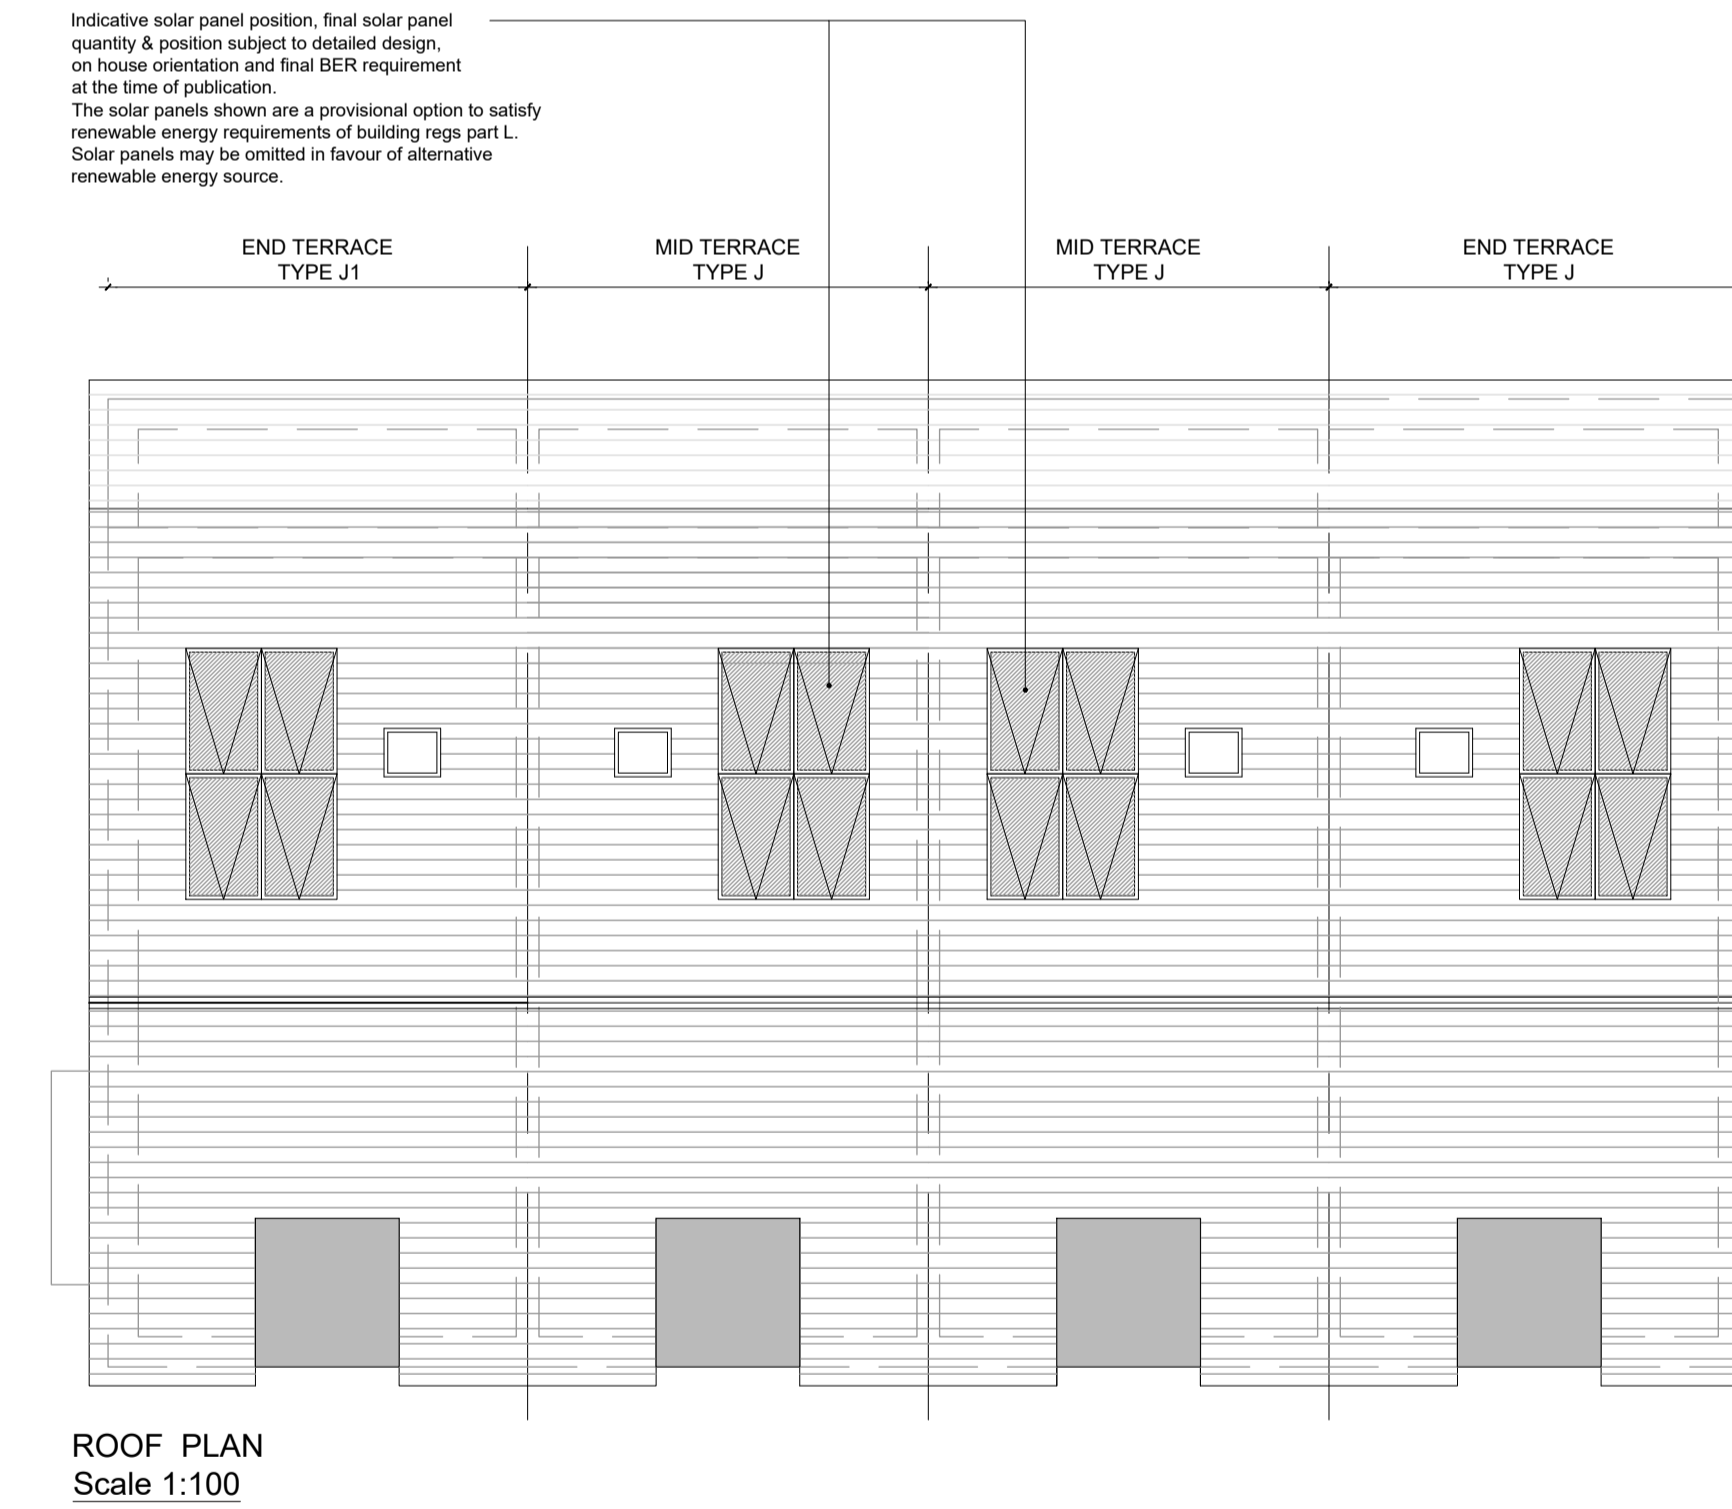 Indicative solar panel position, final solar panel
quantity & position subject to detailed design,
on house orientation and final BER requirement
at the time of publication.
The solar panels shown are a provisional option to satisfy
renewable energy requirements of building regs part L.
Solar panels may be omitted in favour of alternative
renewable energy source.
END TERRACE
TYPE J1
MID TERRACE
TYPE J
MID TERRACE
TYPE J
END TERRACE
TYPE J
ROOF PLAN
Scale 1:100